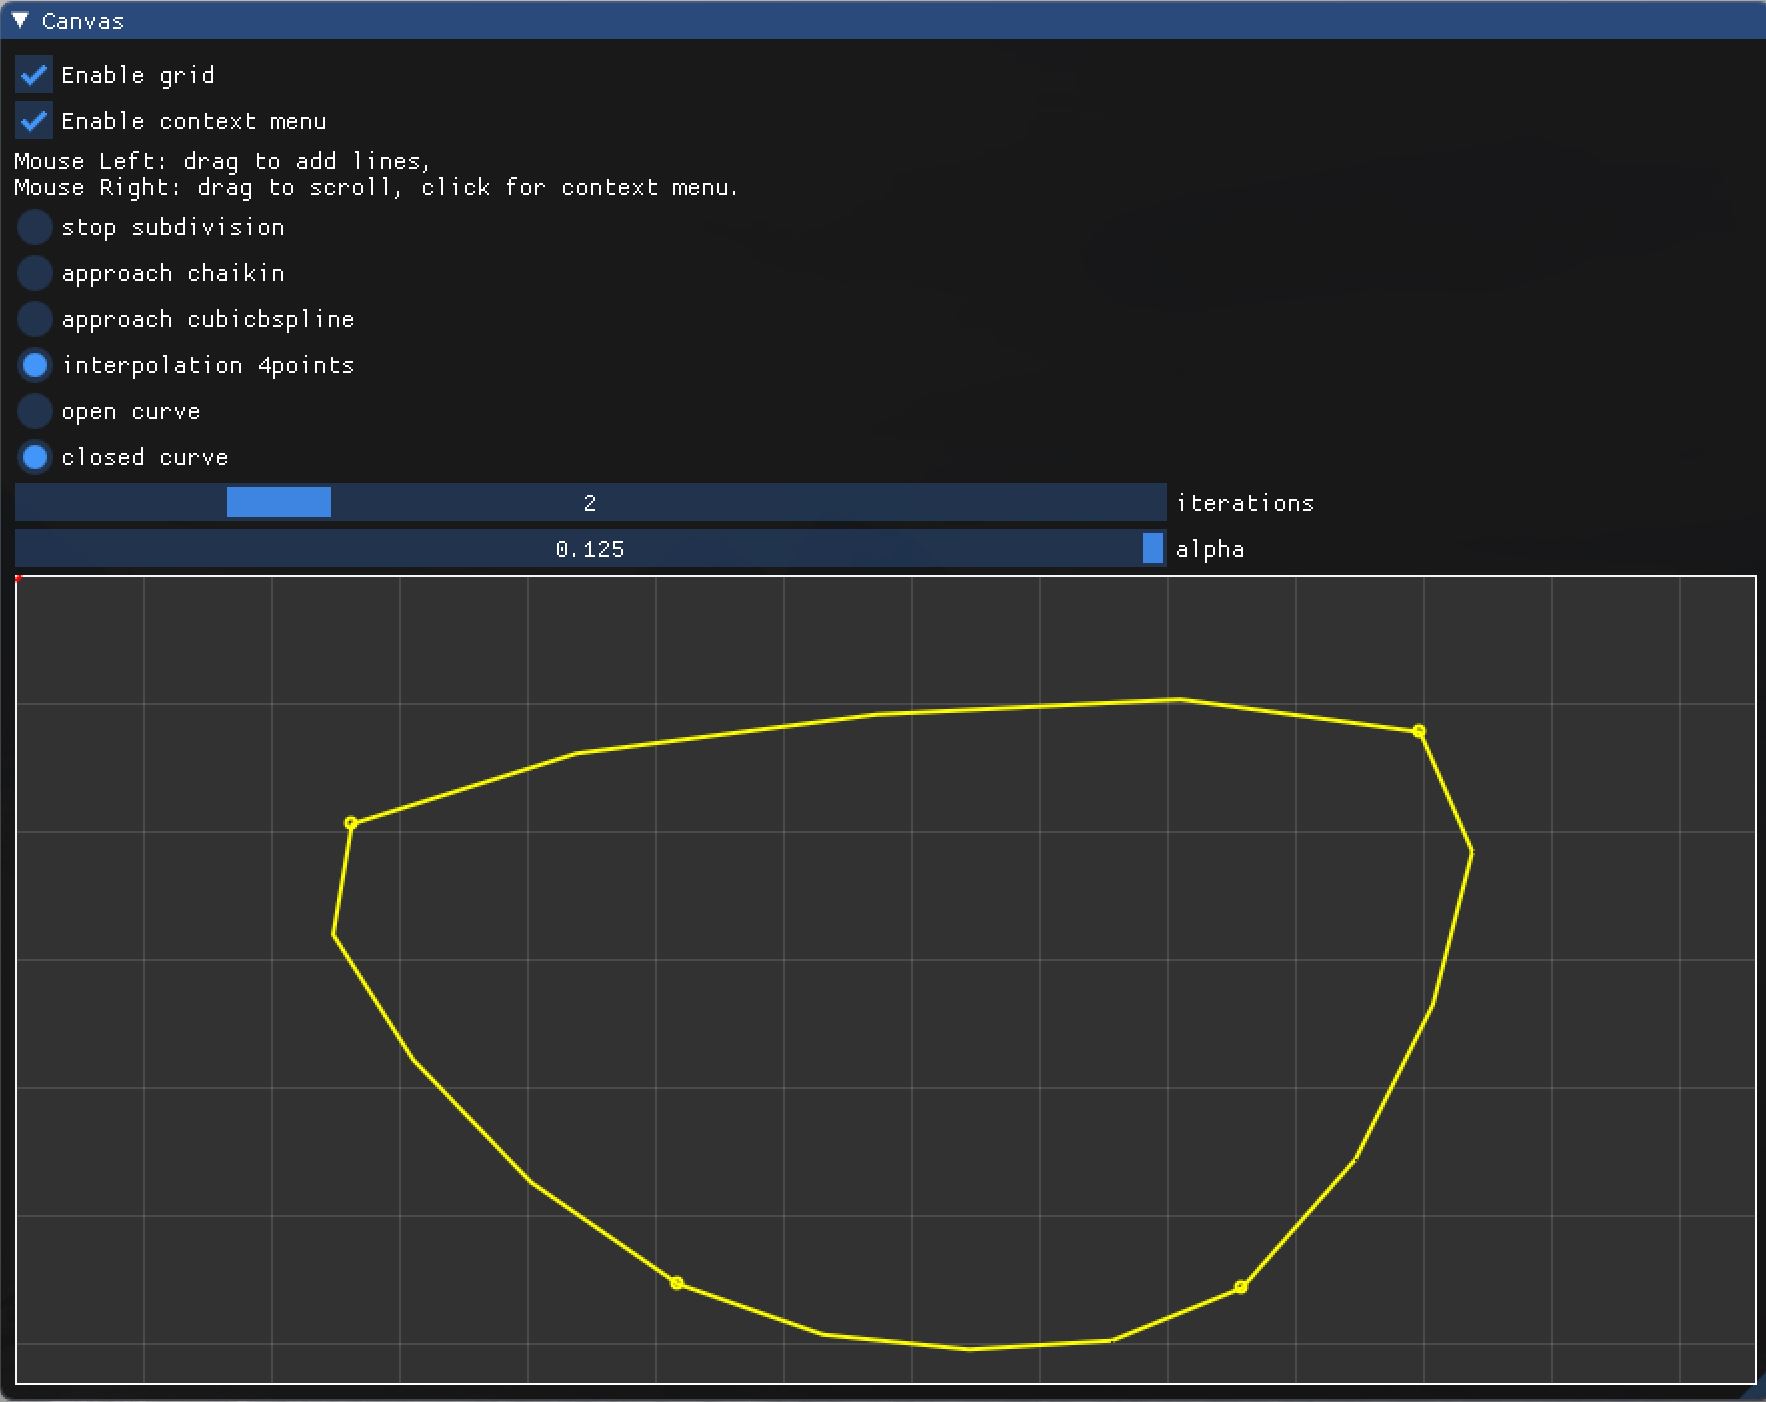 Canvas
Enable grid
Enable context menu
Mouse Left: drag to add lines,
Mouse Right: drag to scroll, click for context menu.
stop subdivision
approach chaikin
approach cubicbspline
interpolation 4points
open curve
closed curve
2 iterations
0.125 alpha